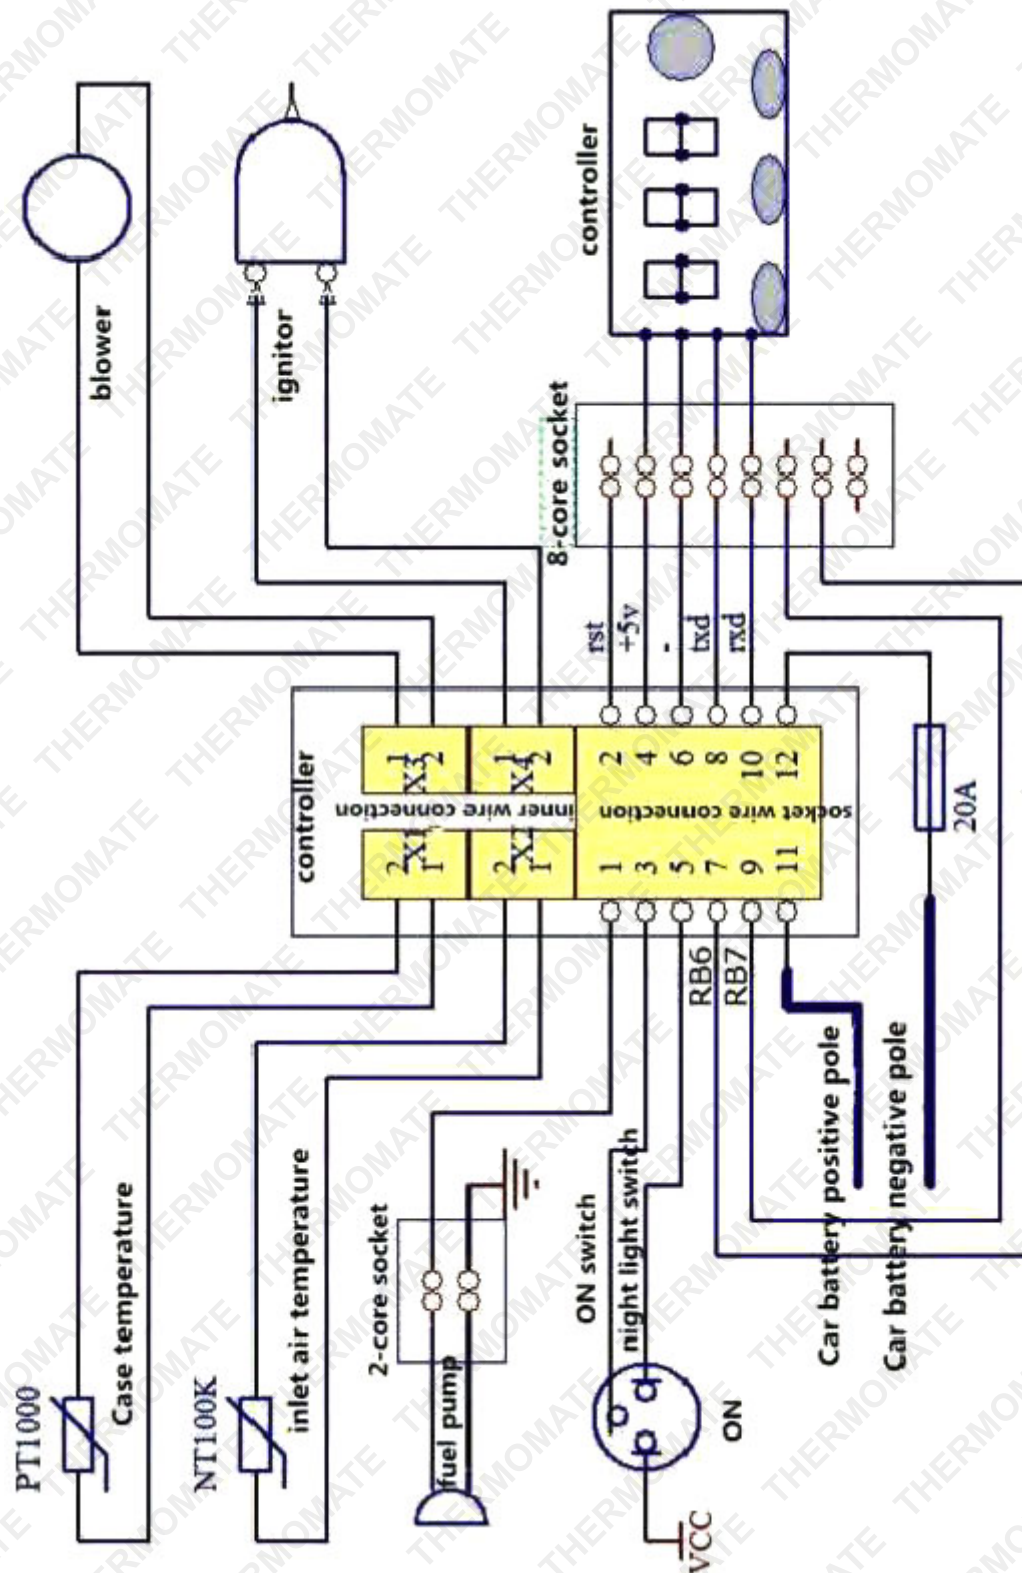 blower
ignitor
controller
8-core socket
rst
+5v
-
txd
rxd
controller
1
2
X3
1
2
X4
2
4
6
8
10
12
inner wire connection
socket wire connection
2
1
X1
2
1
X2
1
3
5
7
9
11
RB6
RB7
20A
PT1000
Case temperature
NT100K
inlet air temperature
2-core socket
fuel pump
ON switch
night light switch
ON
VCC
Car battery positive pole
Car battery negative pole
THERMOMATE